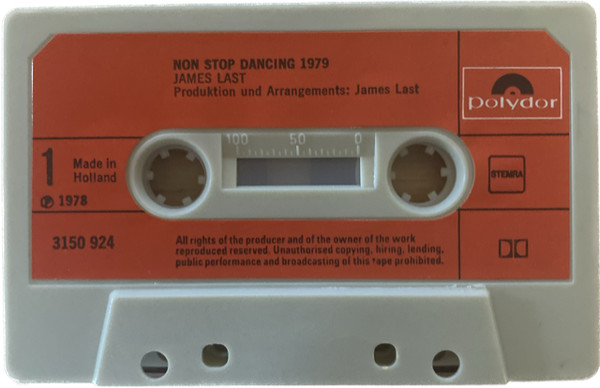 NON STOP DANCING 1979
JAMES LAST
Produktion und Arrangements: James Last
polydor
100 50 0
1
Made in
Holland
℗ 1978
STEMRA
3150 924
All rights of the producer and of the owner of the work
reproduced reserved. Unauthorised copying, hiring, lending,
public performance and broadcasting of this tape prohibited.